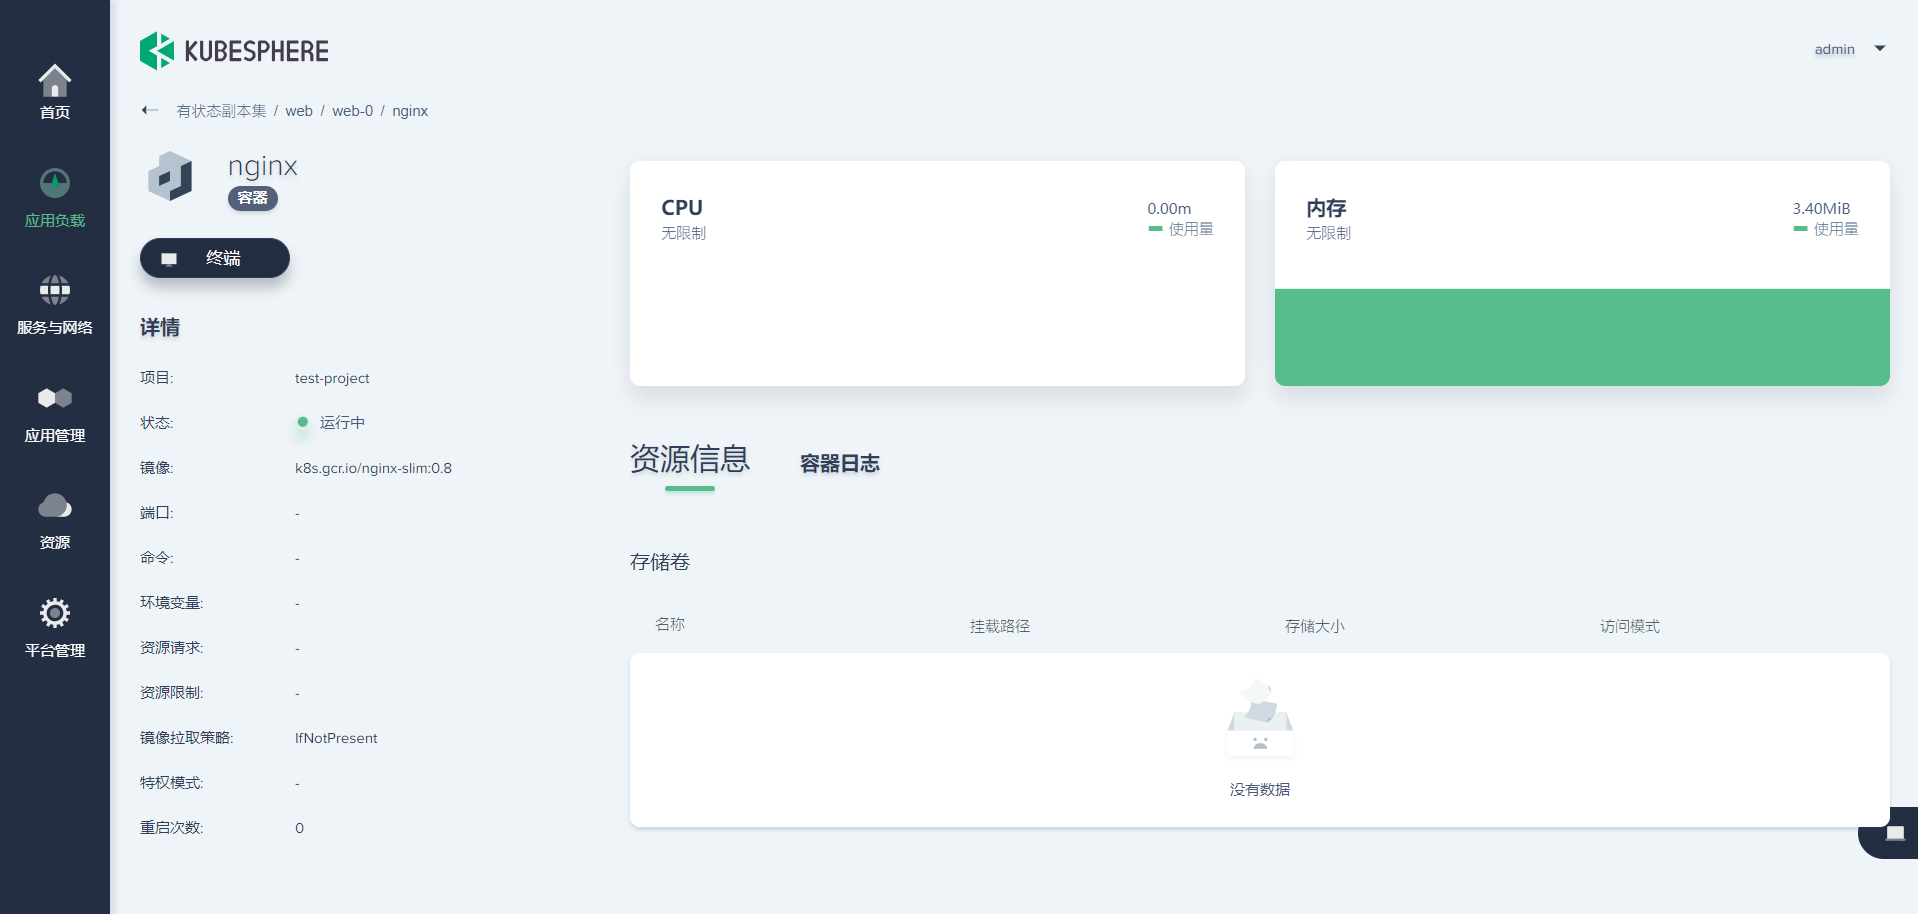 KUBESPHERE
admin
首页
应用负载
服务与网络
应用管理
资源
平台管理
有状态副本集 / web / web-0 / nginx
nginx
容器
终端
详情
项目: test-project
状态: 运行中
镜像: k8s.gcr.io/nginx-slim:0.8
端口: -
命令: -
环境变量: -
资源请求: -
资源限制: -
镜像拉取策略: IfNotPresent
特权模式: -
重启次数: 0
CPU 0.00m
无限制 使用量
内存 3.40MiB
无限制 使用量
资源信息 容器日志
存储卷
名称 挂载路径 存储大小 访问模式
没有数据